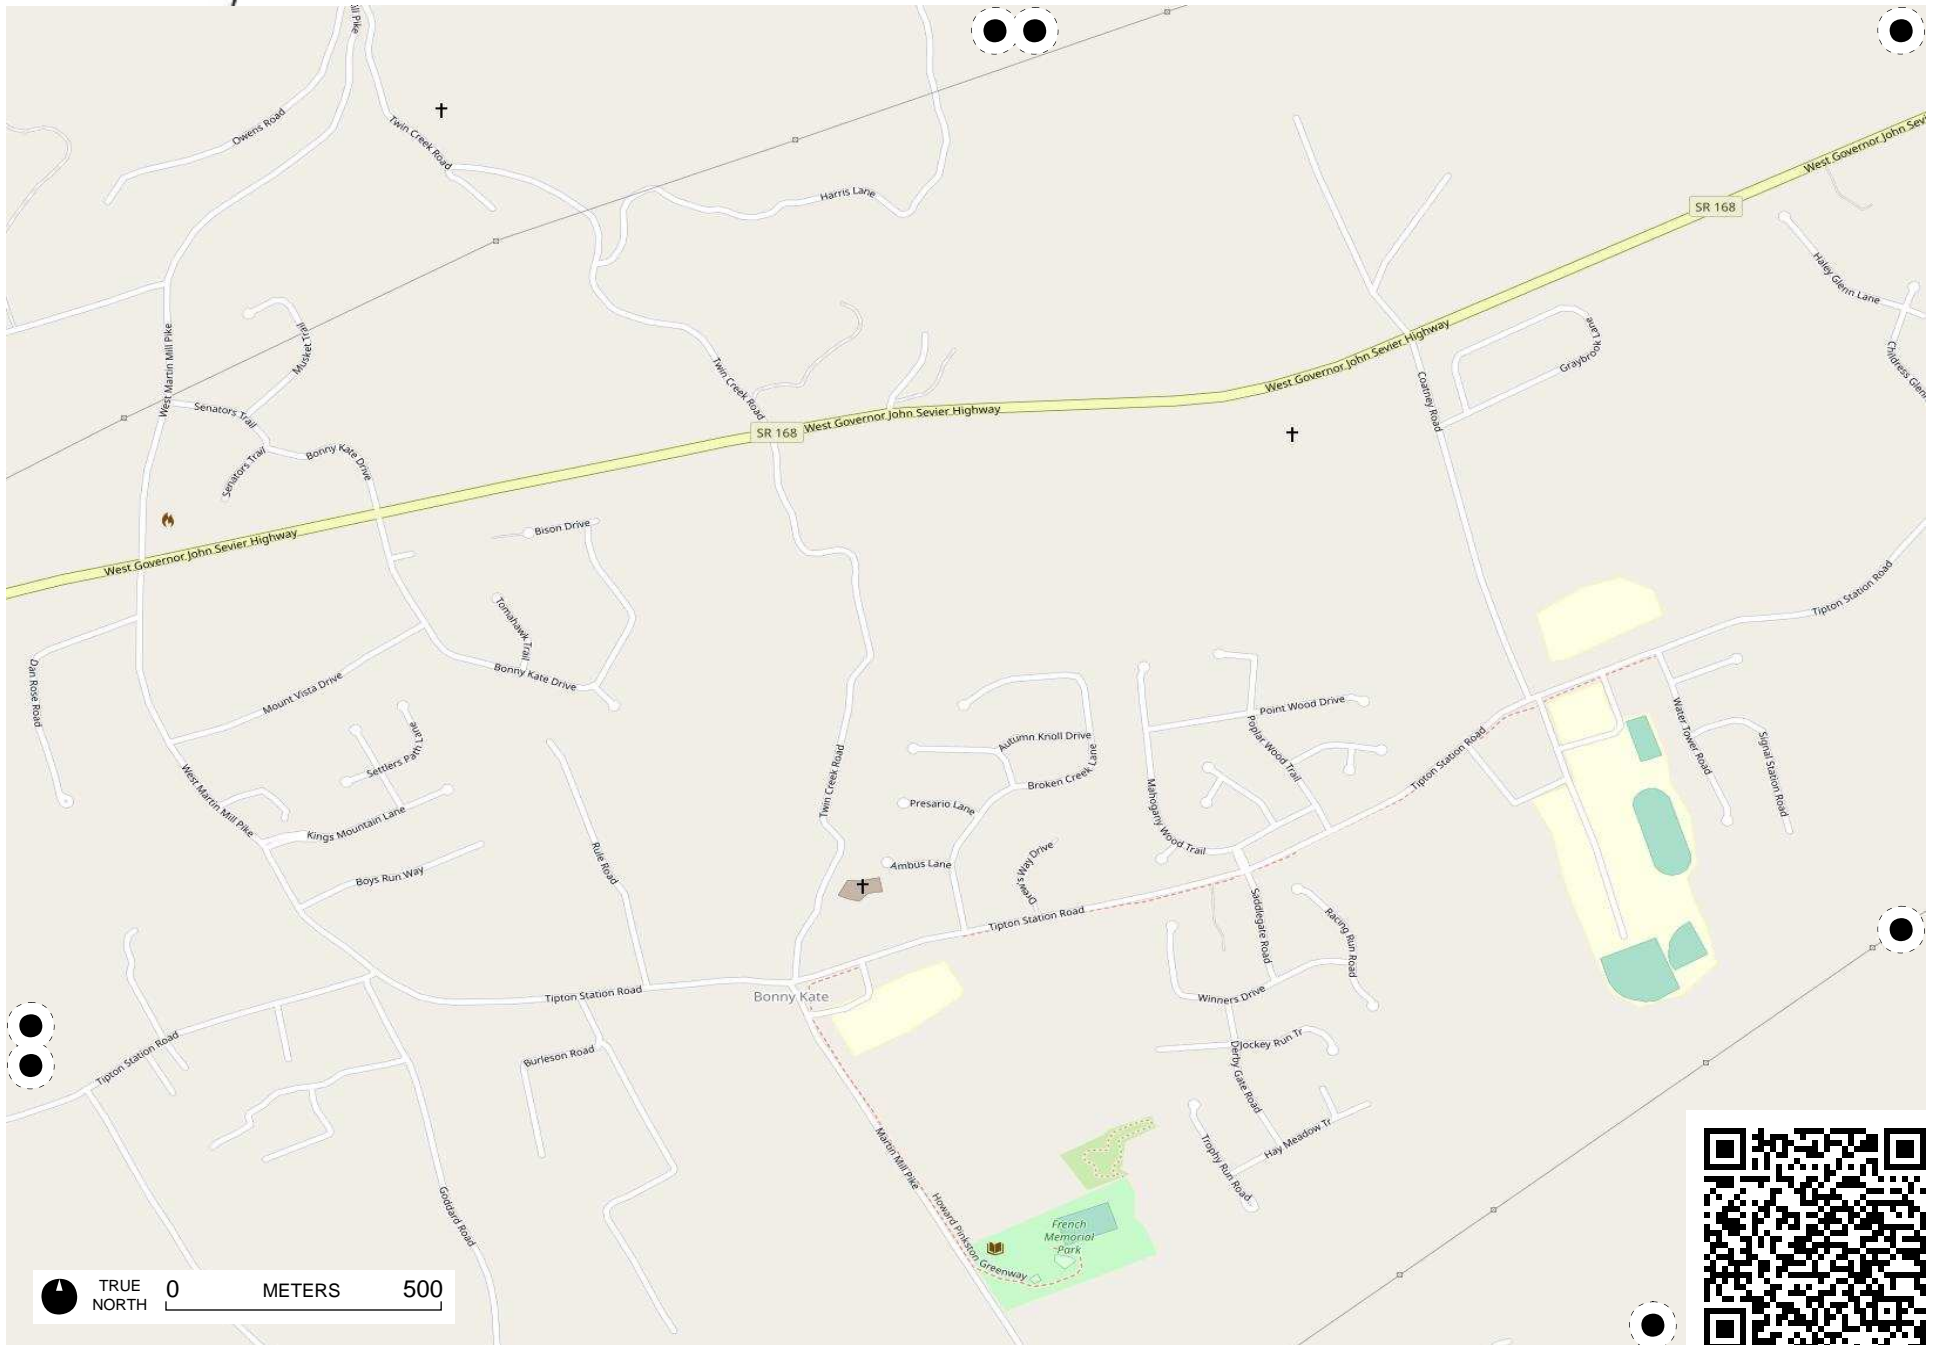 ill Pike
Owens Road
Twin Creek Road
Harris Lane
West Governor John Sev
SR 168
Haley Glenn Lane
Childress Glen
West Martin Mill Pike
Musket Trail
Senators Trail
Senators Trail
Bonny Kate Drive
Twin Creek Road
SR 168
West Governor John Sevier Highway
West Governor John Sevier Highway
Graybrook Lane
Coatney Road
West Governor John Sevier Highway
Bison Drive
Tomahawk Trail
Bonny Kate Drive
Tipton Station Road
Dan Rose Road
Mount Vista Drive
Settlers Path Lane
West Martin Mill Pike
Kings Mountain Lane
Boys Run Way
Rule Road
Twin Creek Road
Autumn Knoll Drive
Broken Creek Lane
Presario Lane
Ambus Lane
Drew's Way Drive
Point Wood Drive
Poplar Wood Trail
Mahogany Wood Trail
Tipton Station Road
Water Tower Road
Signal Station Road
Tipton Station Road
Saddlegate Road
Racing Run Road
Winners Drive
Tipton Station Road
Bonny Kate
Tipton Station Road
Burleson Road
Jockey Run Tr
Derby Gate Road
Hay Meadow Tr
Trophy Run Road
Martin Mill Pike
Howard Pinkston Greenway
French
Memorial
Park
Goddard Road
TRUE
NORTH
0 METERS 500